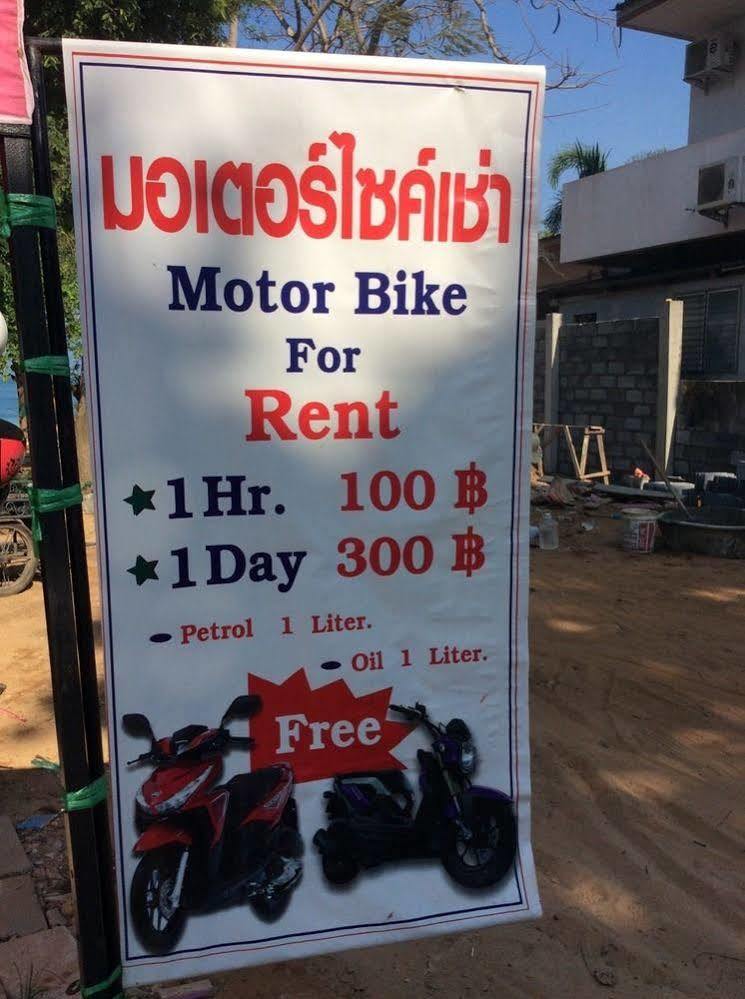 มอเตอร์ไซค์เช่า
Motor Bike
For
Rent
1 Hr. 100 ฿
1 Day 300 ฿
- Petrol 1 Liter.
- Oil 1 Liter.
Free